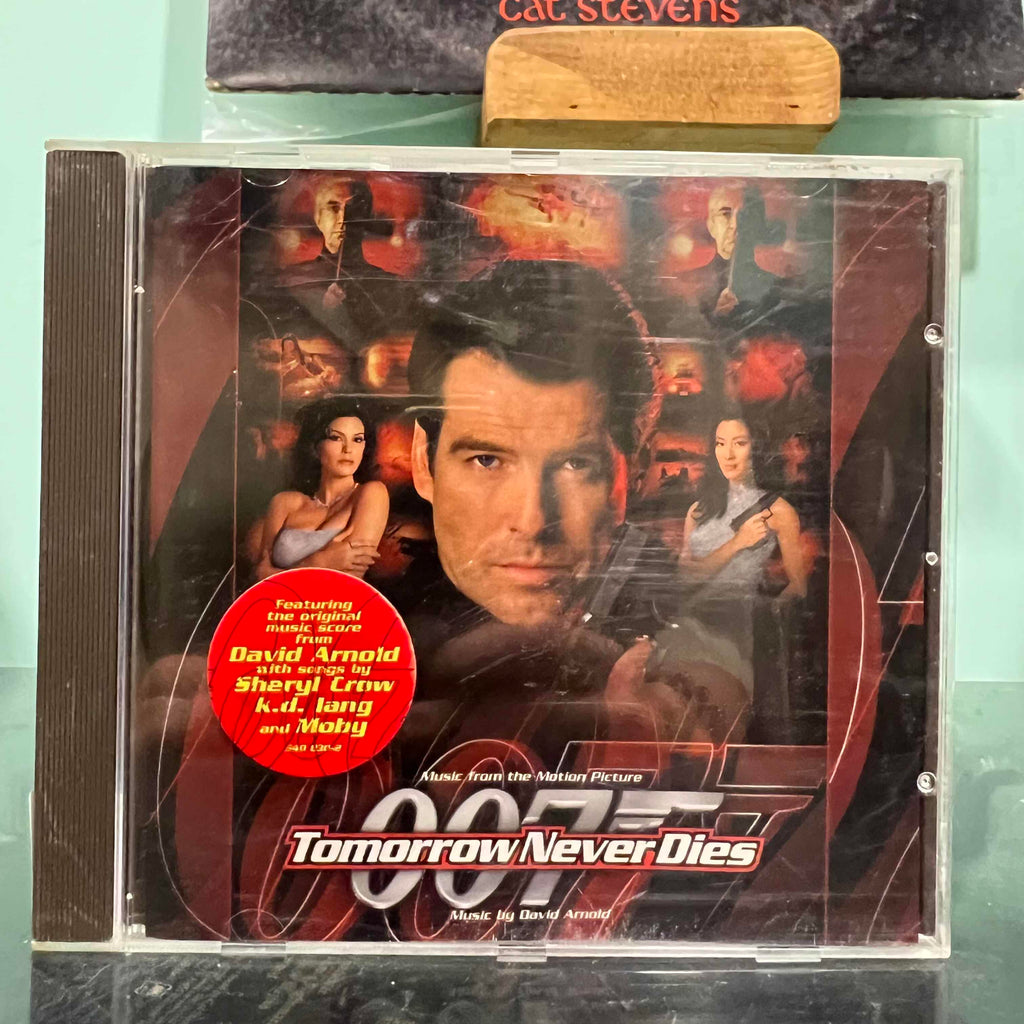 Cat Stevens
Featuring
the original
music score
from
David Arnold
with songs by
Sheryl Crow
k.d. lang
and Moby
Music from the Motion Picture
007
Tomorrow Never Dies
Music by David Arnold